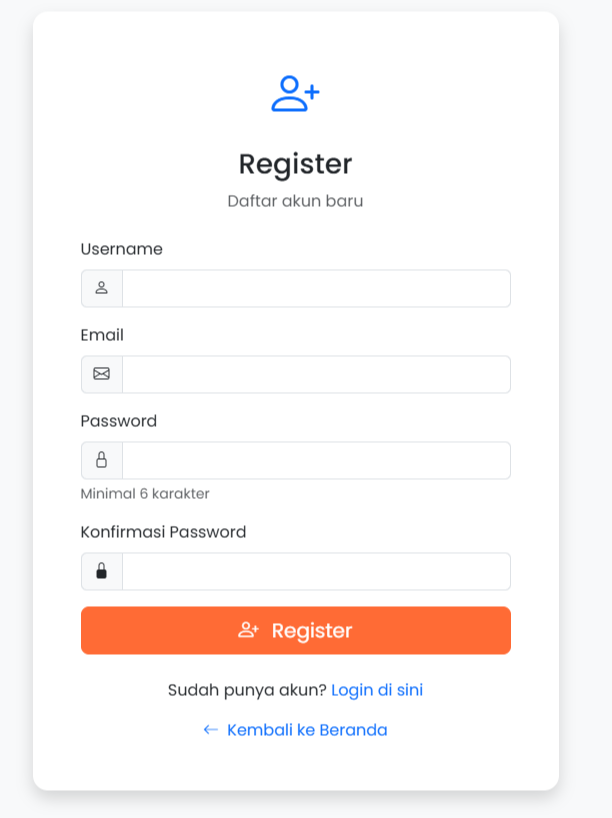 Register
Daftar akun baru
Username
Email
Password
Minimal 6 karakter
Konfirmasi Password
Register
Sudah punya akun? Login di sini
← Kembali ke Beranda